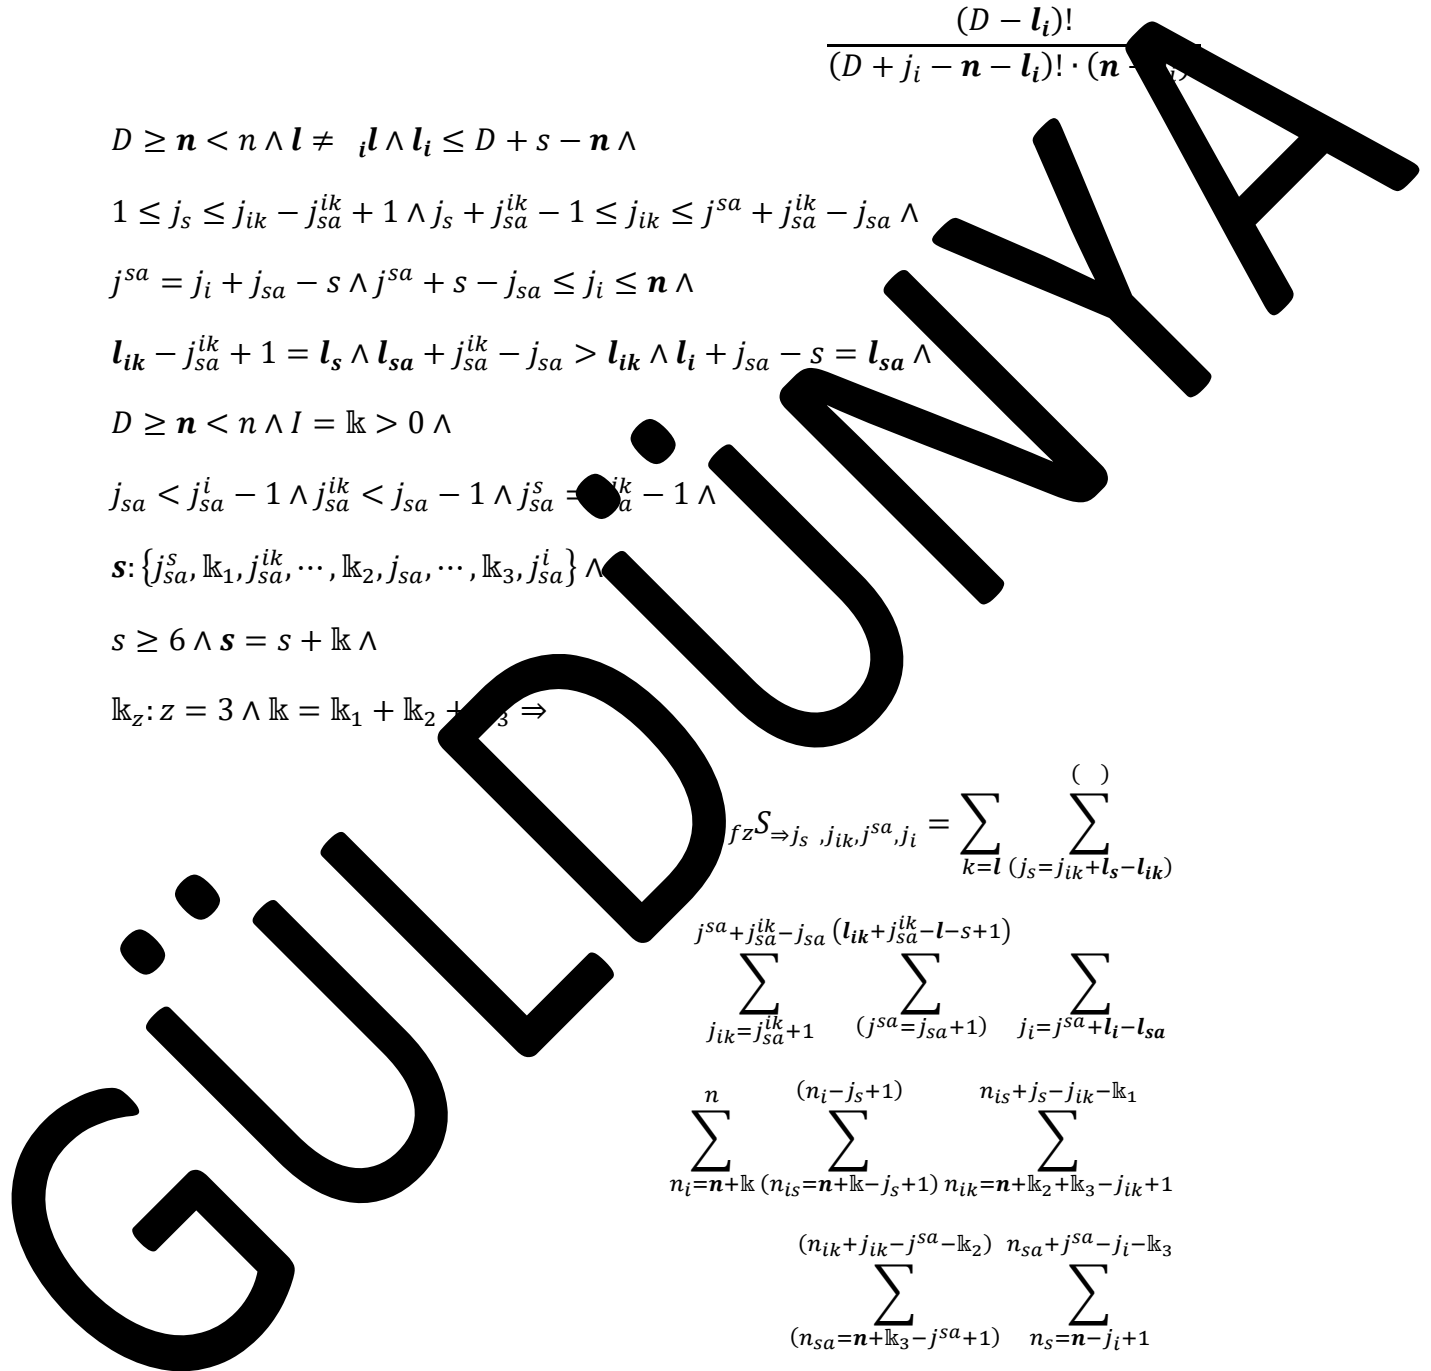 (D − l_i)!
(D + j_i − n − l_i)! · (n
D ≥ n < n ∧ l ≠ _i l ∧ l_i ≤ D + s − n ∧
1 ≤ j_s ≤ j_ik − j_sa^ik + 1 ∧ j_s + j_sa^ik − 1 ≤ j_ik ≤ j^sa + j_sa^ik − j_sa ∧
j^sa = j_i + j_sa − s ∧ j^sa + s − j_sa ≤ j_i ≤ n ∧
l_ik − j_sa^ik + 1 = l_s ∧ l_sa + j_sa^ik − j_sa > l_ik ∧ l_i + j_sa − s = l_sa ∧
D ≥ n < n ∧ I = 𝕜 > 0 ∧
j_sa < j_sa^i − 1 ∧ j_sa^ik < j_sa − 1 ∧ j_sa^s = − 1 ∧
s: {j_sa^s, 𝕜_1, j_sa^ik, ⋯ , 𝕜_2, j_sa, ⋯ , 𝕜_3, j_sa^i} ∧
s ≥ 6 ∧ s = s + 𝕜 ∧
𝕜_z: z = 3 ∧ 𝕜 = 𝕜_1 + 𝕜_2 + ⇒
( )
fz S ⇒j_s ,j_ik,j^sa,j_i = ∑ ∑
k=l (j_s=j_ik+l_s−l_ik)
j^sa+j_sa^ik−j_sa (l_ik+j_sa^ik−l−s+1)
∑ ∑ ∑
j_ik=j_sa^ik+1 (j^sa=j_sa+1) j_i=j^sa+l_i−l_sa
n (n_i−j_s+1) n_is+j_s−j_ik−𝕜_1
∑ ∑ ∑
n_i=n+𝕜 (n_is=n+𝕜−j_s+1) n_ik=n+𝕜_2+𝕜_3−j_ik+1
(n_ik+j_ik−j^sa−𝕜_2) n_sa+j^sa−j_i−𝕜_3
∑ ∑
(n_sa=n+𝕜_3−j^sa+1) n_s=n−j_i+1
GÜLDÜNYA